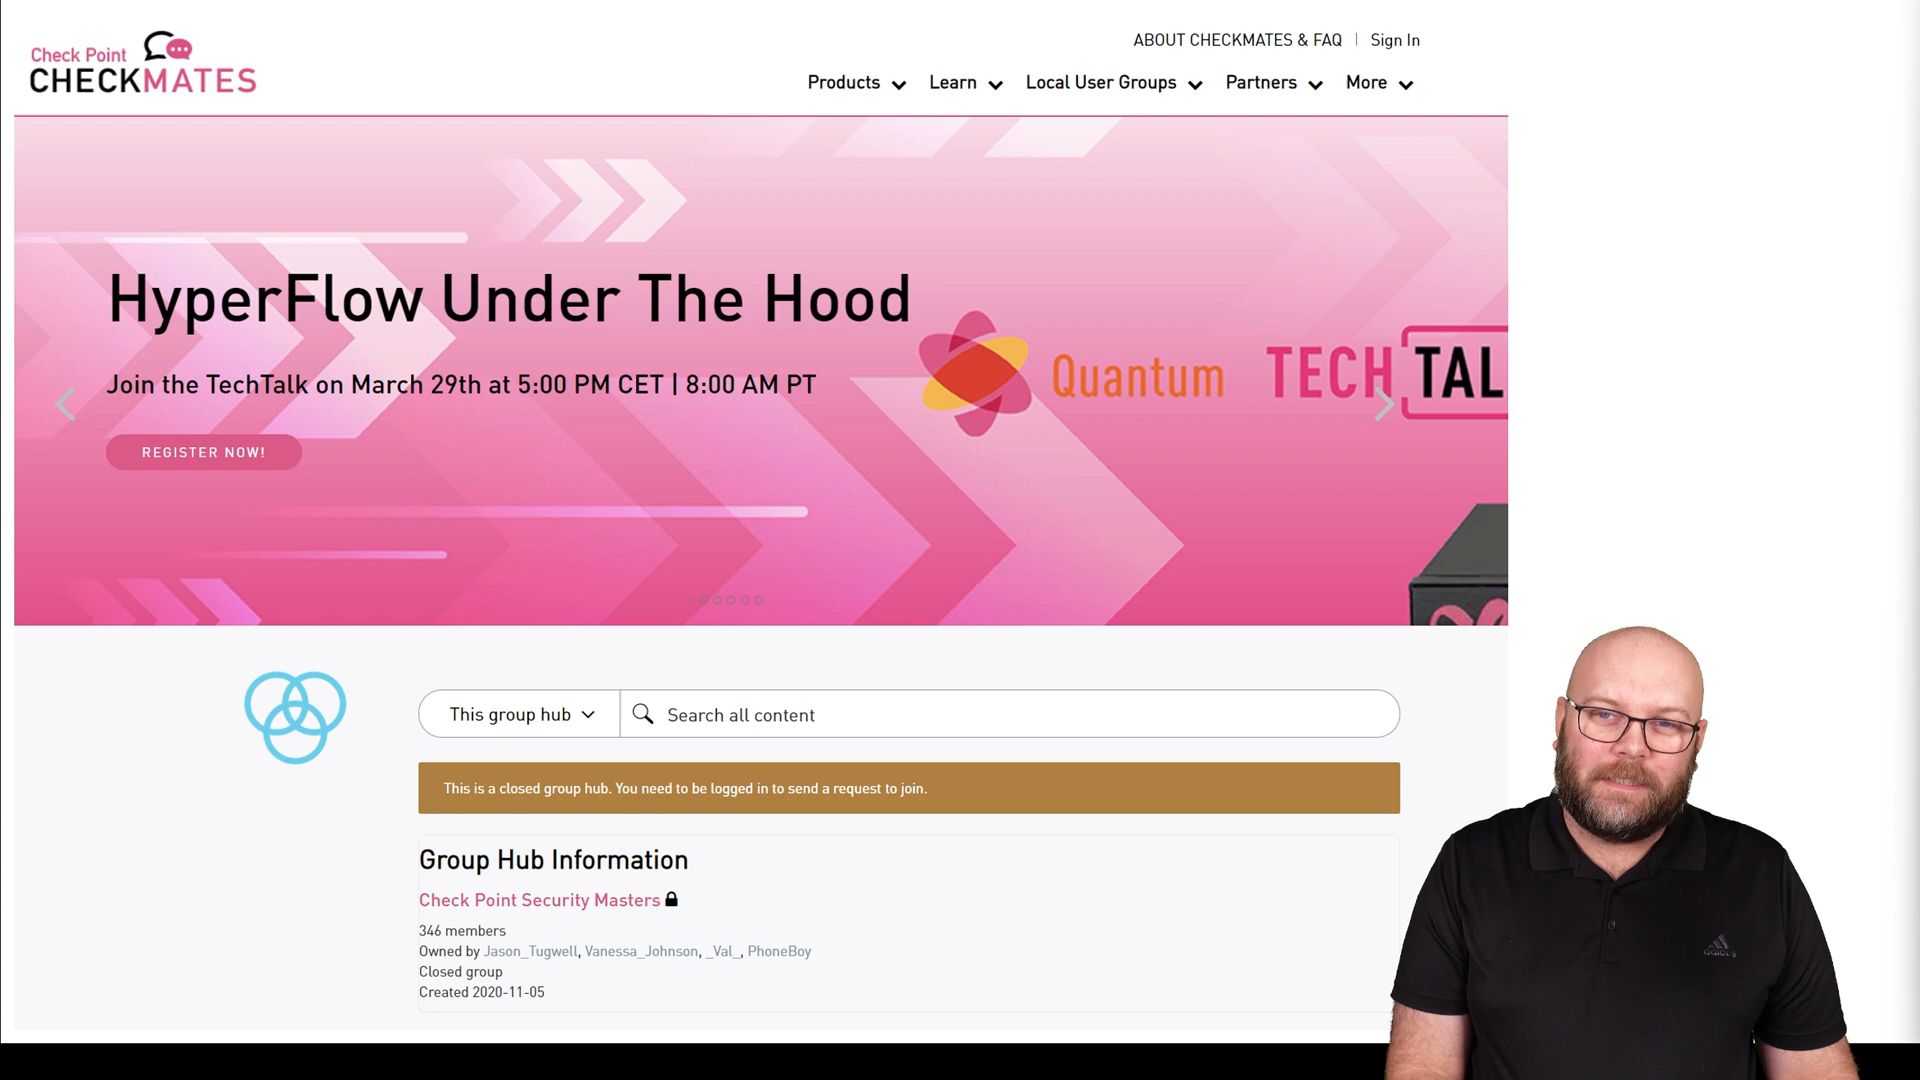 ABOUT CHECKMATES & FAQ | Sign In
Check Point
CHECKMATES
Products Learn Local User Groups Partners More
HyperFlow Under The Hood
Join the TechTalk on March 29th at 5:00 PM CET | 8:00 AM PT
Quantum
TECH TAL
REGISTER NOW!
This group hub
Search all content
This is a closed group hub. You need to be logged in to send a request to join.
Group Hub Information
Check Point Security Masters
346 members
Owned by Jason_Tugwell, Vanessa_Johnson, _Val_, PhoneBoy
Closed group
Created 2020-11-05
adidas